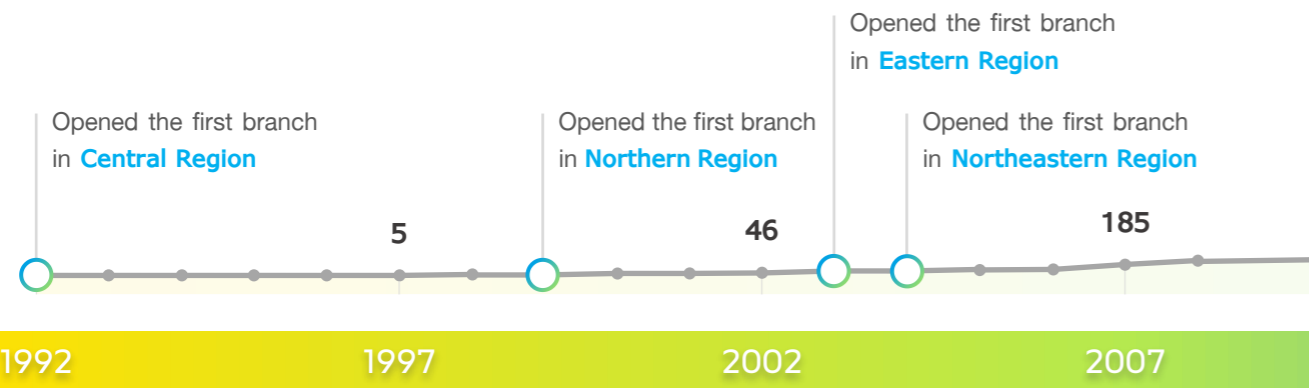 Opened the first branch
in Eastern Region
Opened the first branch
in Central Region
Opened the first branch
in Northern Region
Opened the first branch
in Northeastern Region
5
46
185
1992
1997
2002
2007